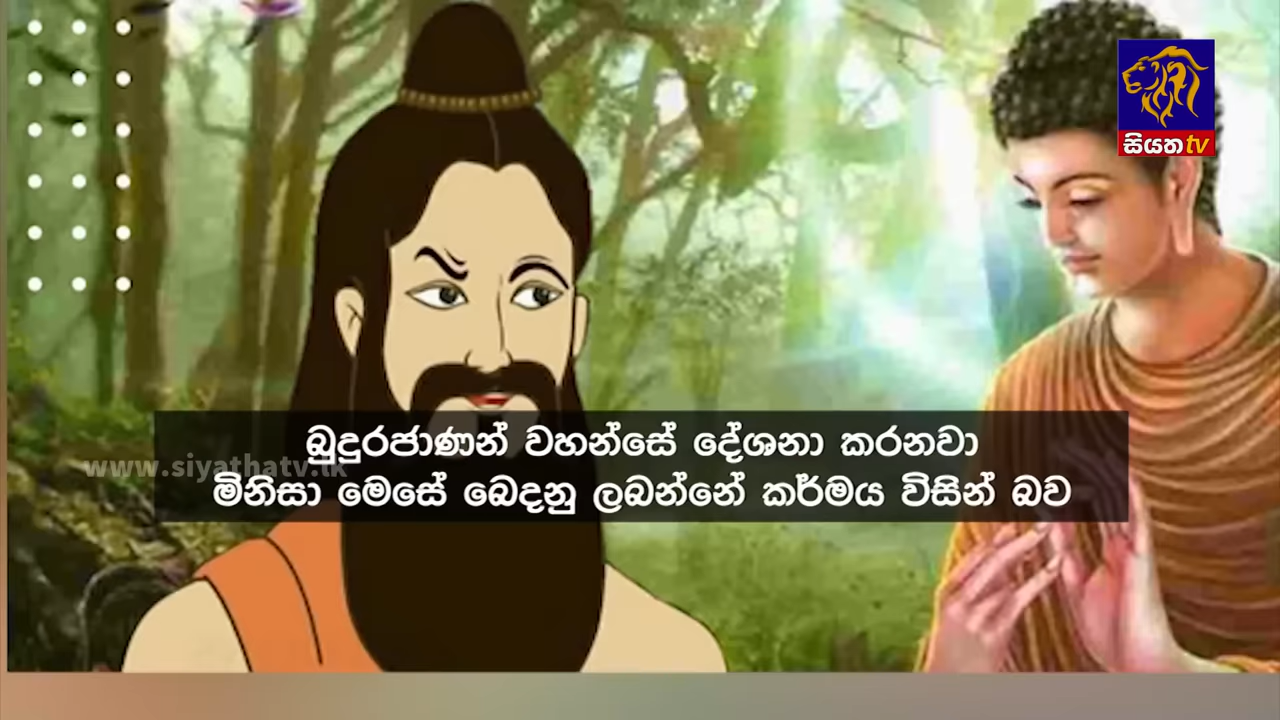 සියත tv
බුදුරජාණන් වහන්සේ දේශනා කරනවා
www.siyathatv.lk
මිනිසා මෙසේ බෙදනු ලබන්නේ කර්මය විසින් බව